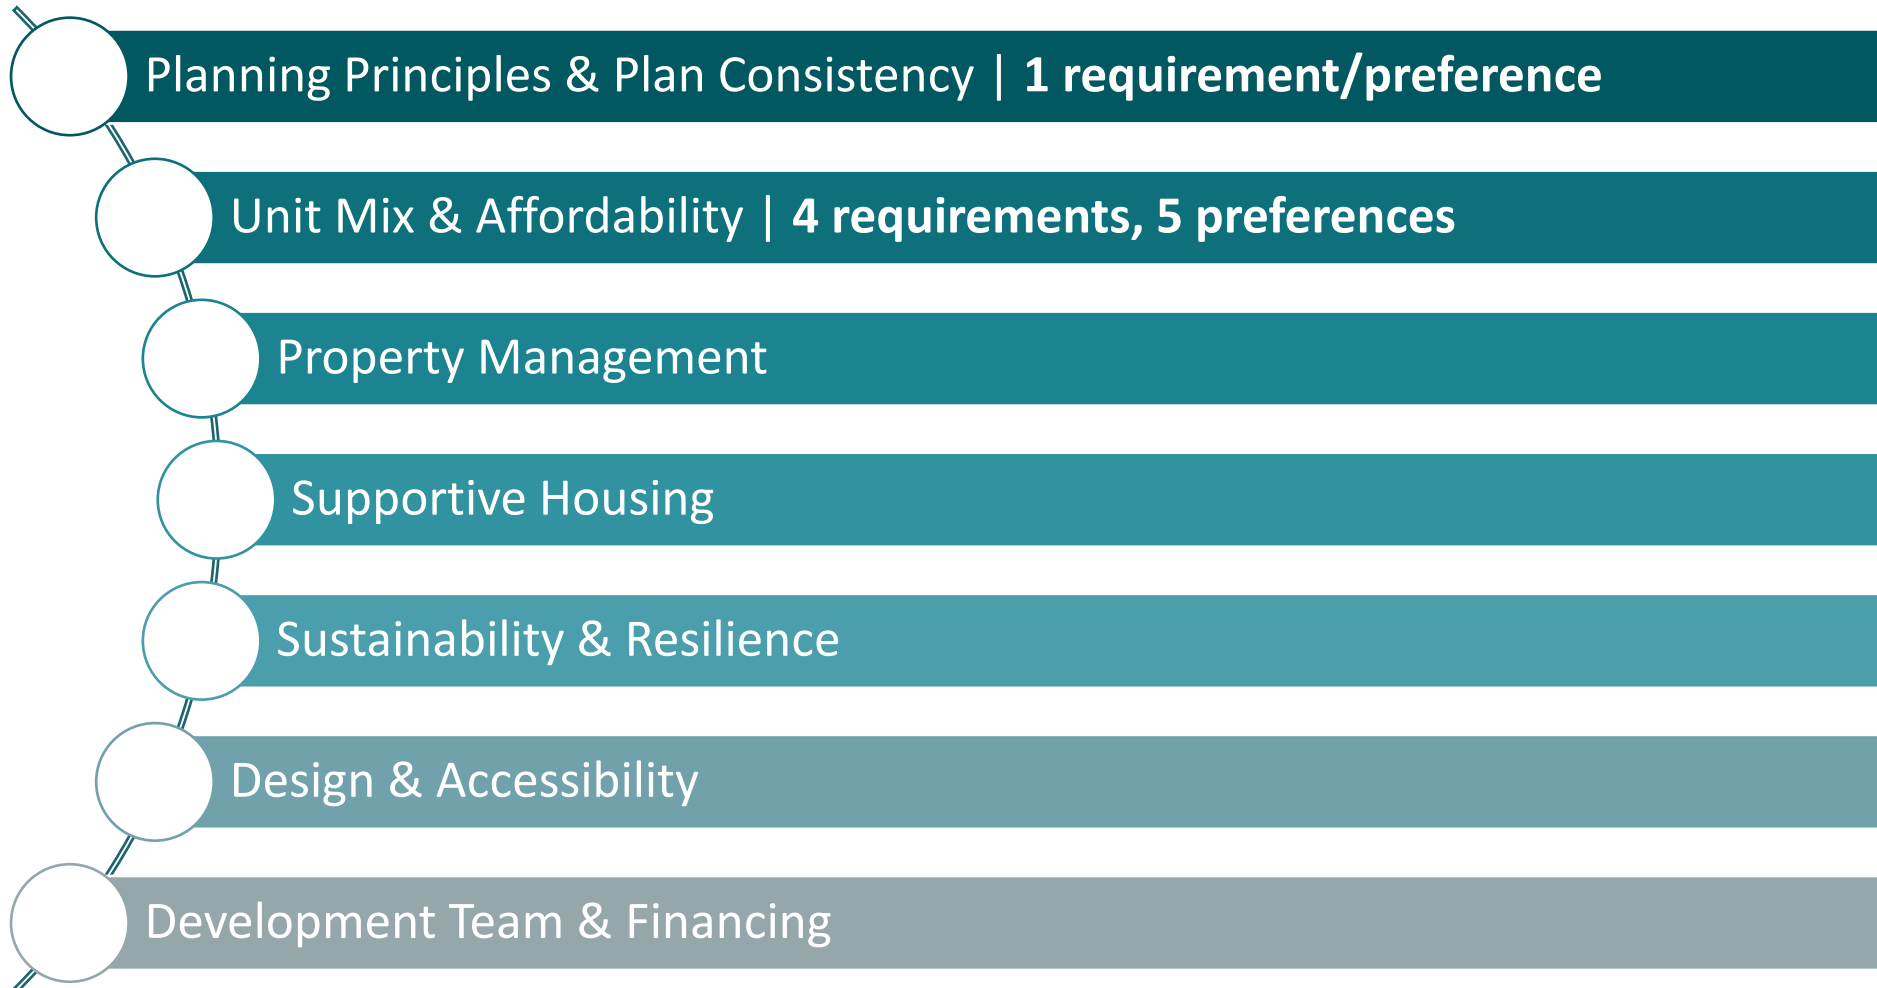 Planning Principles & Plan Consistency | 1 requirement/preference
Unit Mix & Affordability | 4 requirements, 5 preferences
Property Management
Supportive Housing
Sustainability & Resilience
Design & Accessibility
Development Team & Financing